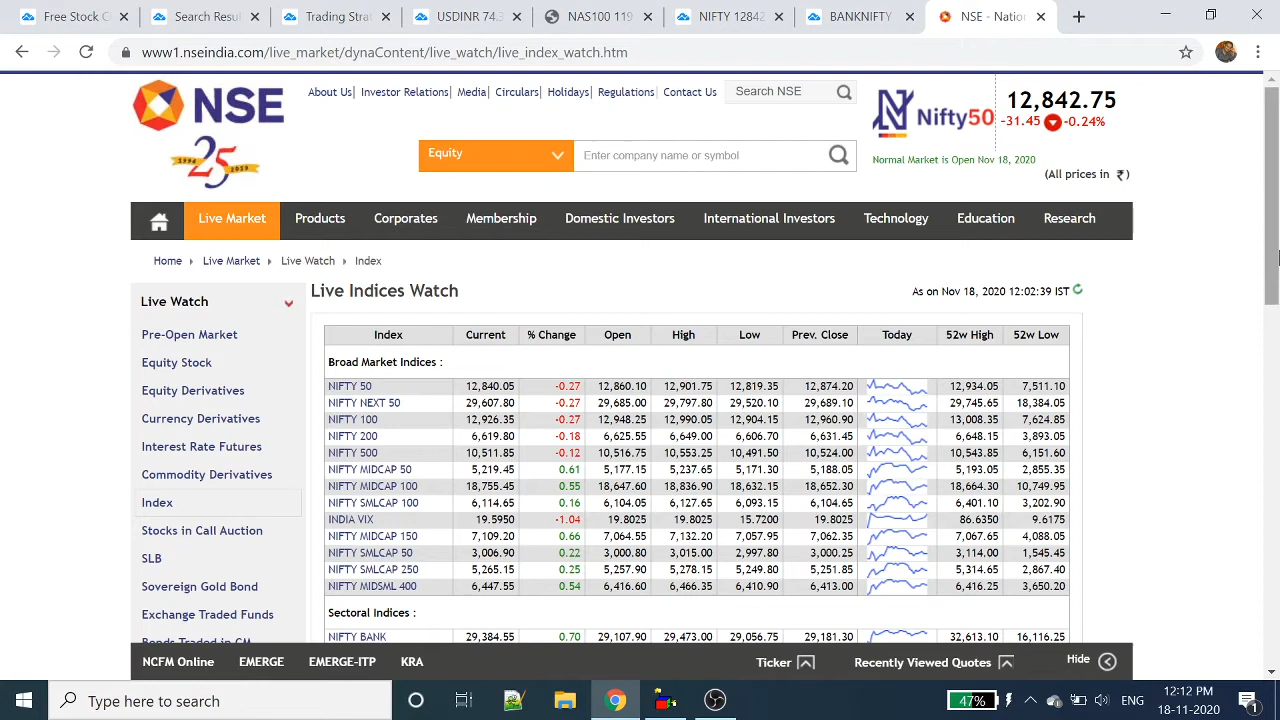 Free Stock C
Search Resul
Trading Stra
USDINR 74.3
NAS100 119
NIFTY 12842
BANKNIFTY
NSE - Nation
www1.nseindia.com/live_market/dynaContent/live_watch/live_index_watch.htm
NSE
1994 25 2019
About Us| Investor Relations| Media| Circulars| Holidays| Regulations| Contact Us
Search NSE
Equity
Enter company name or symbol
Nifty50
12,842.75
-31.45 -0.24%
Normal Market is Open Nov 18, 2020
(All prices in ₹)
Live Market Products Corporates Membership Domestic Investors International Investors Technology Education Research
Home Live Market Live Watch Index
Live Watch
Pre-Open Market
Equity Stock
Equity Derivatives
Currency Derivatives
Interest Rate Futures
Commodity Derivatives
Index
Stocks in Call Auction
SLB
Sovereign Gold Bond
Exchange Traded Funds
Bonds Traded in CM
Live Indices Watch
As on Nov 18, 2020 12:02:39 IST
Index Current % Change Open High Low Prev. Close Today 52w High 52w Low
Broad Market Indices :
NIFTY 50 12,840.05 -0.27 12,860.10 12,901.75 12,819.35 12,874.20 12,934.05 7,511.10
NIFTY NEXT 50 29,607.80 -0.27 29,685.00 29,797.80 29,520.10 29,689.10 29,745.65 18,384.05
NIFTY 100 12,926.35 -0.27 12,948.25 12,990.05 12,904.15 12,960.90 13,008.35 7,624.85
NIFTY 200 6,619.80 -0.18 6,625.55 6,649.00 6,606.70 6,631.45 6,648.15 3,893.05
NIFTY 500 10,511.85 -0.12 10,516.75 10,553.25 10,491.50 10,524.00 10,543.85 6,151.60
NIFTY MIDCAP 50 5,219.45 0.61 5,177.15 5,237.65 5,171.30 5,188.05 5,193.05 2,855.35
NIFTY MIDCAP 100 18,755.45 0.55 18,647.60 18,836.90 18,632.15 18,652.30 18,664.30 10,749.95
NIFTY SMLCAP 100 6,114.65 0.16 6,104.05 6,127.65 6,093.15 6,104.65 6,401.10 3,202.90
INDIA VIX 19.5950 -1.04 19.8025 19.8025 15.7200 19.8025 86.6350 9.6175
NIFTY MIDCAP 150 7,109.20 0.66 7,064.55 7,132.20 7,057.95 7,062.35 7,067.65 4,088.05
NIFTY SMLCAP 50 3,006.90 0.22 3,000.80 3,015.00 2,997.80 3,000.25 3,114.00 1,545.45
NIFTY SMLCAP 250 5,265.15 0.25 5,257.90 5,278.15 5,249.80 5,251.85 5,314.65 2,867.40
NIFTY MIDSML 400 6,447.55 0.54 6,416.60 6,466.35 6,410.90 6,413.00 6,416.25 3,650.20
Sectoral Indices :
NIFTY BANK 29,384.55 0.70 29,107.90 29,473.00 29,056.75 29,181.30 32,613.10 16,116.25
NCFM Online EMERGE EMERGE-ITP KRA Ticker Recently Viewed Quotes Hide
Type here to search
47%
ENG
12:12 PM
18-11-2020
1